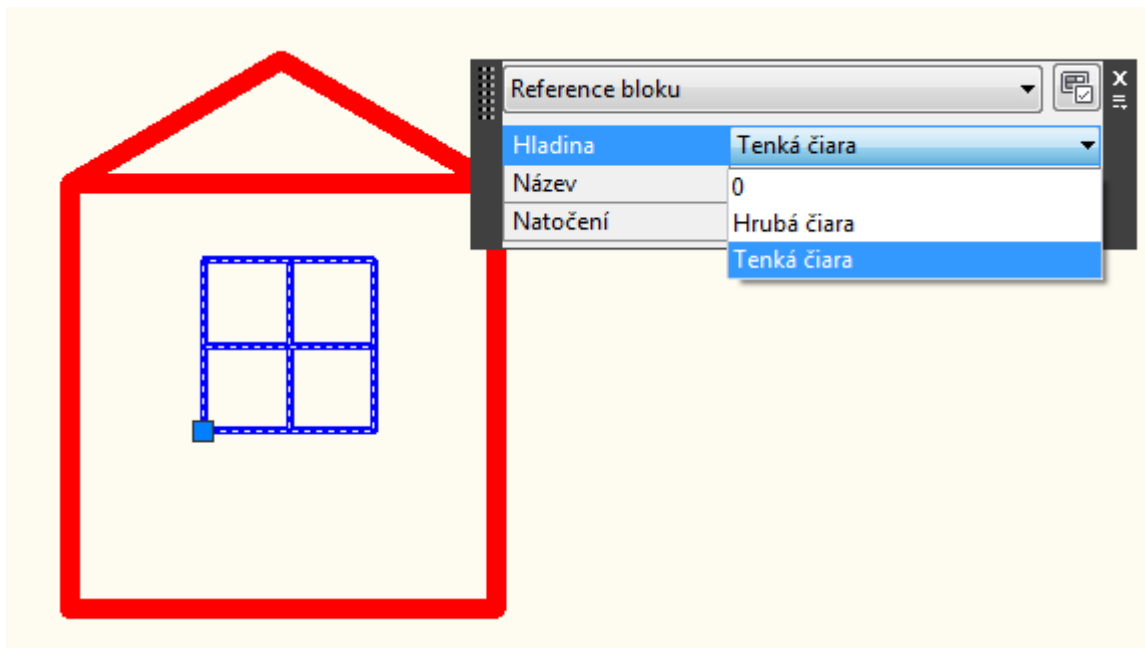 Reference bloku
Hladina Tenká čiara
Název 0
Natočení Hrubá čiara
Tenká čiara